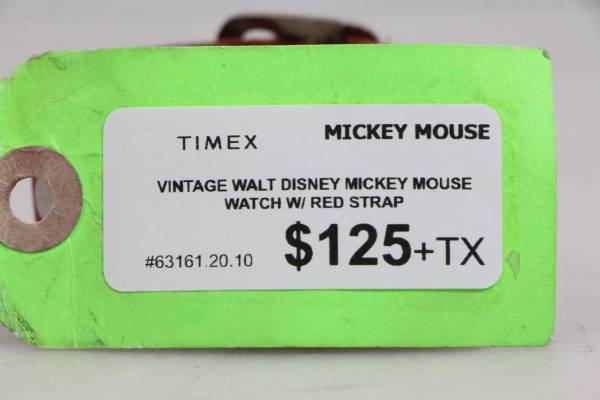 TIMEX MICKEY MOUSE
VINTAGE WALT DISNEY MICKEY MOUSE
WATCH W/ RED STRAP
#63161.20.10 $125+TX